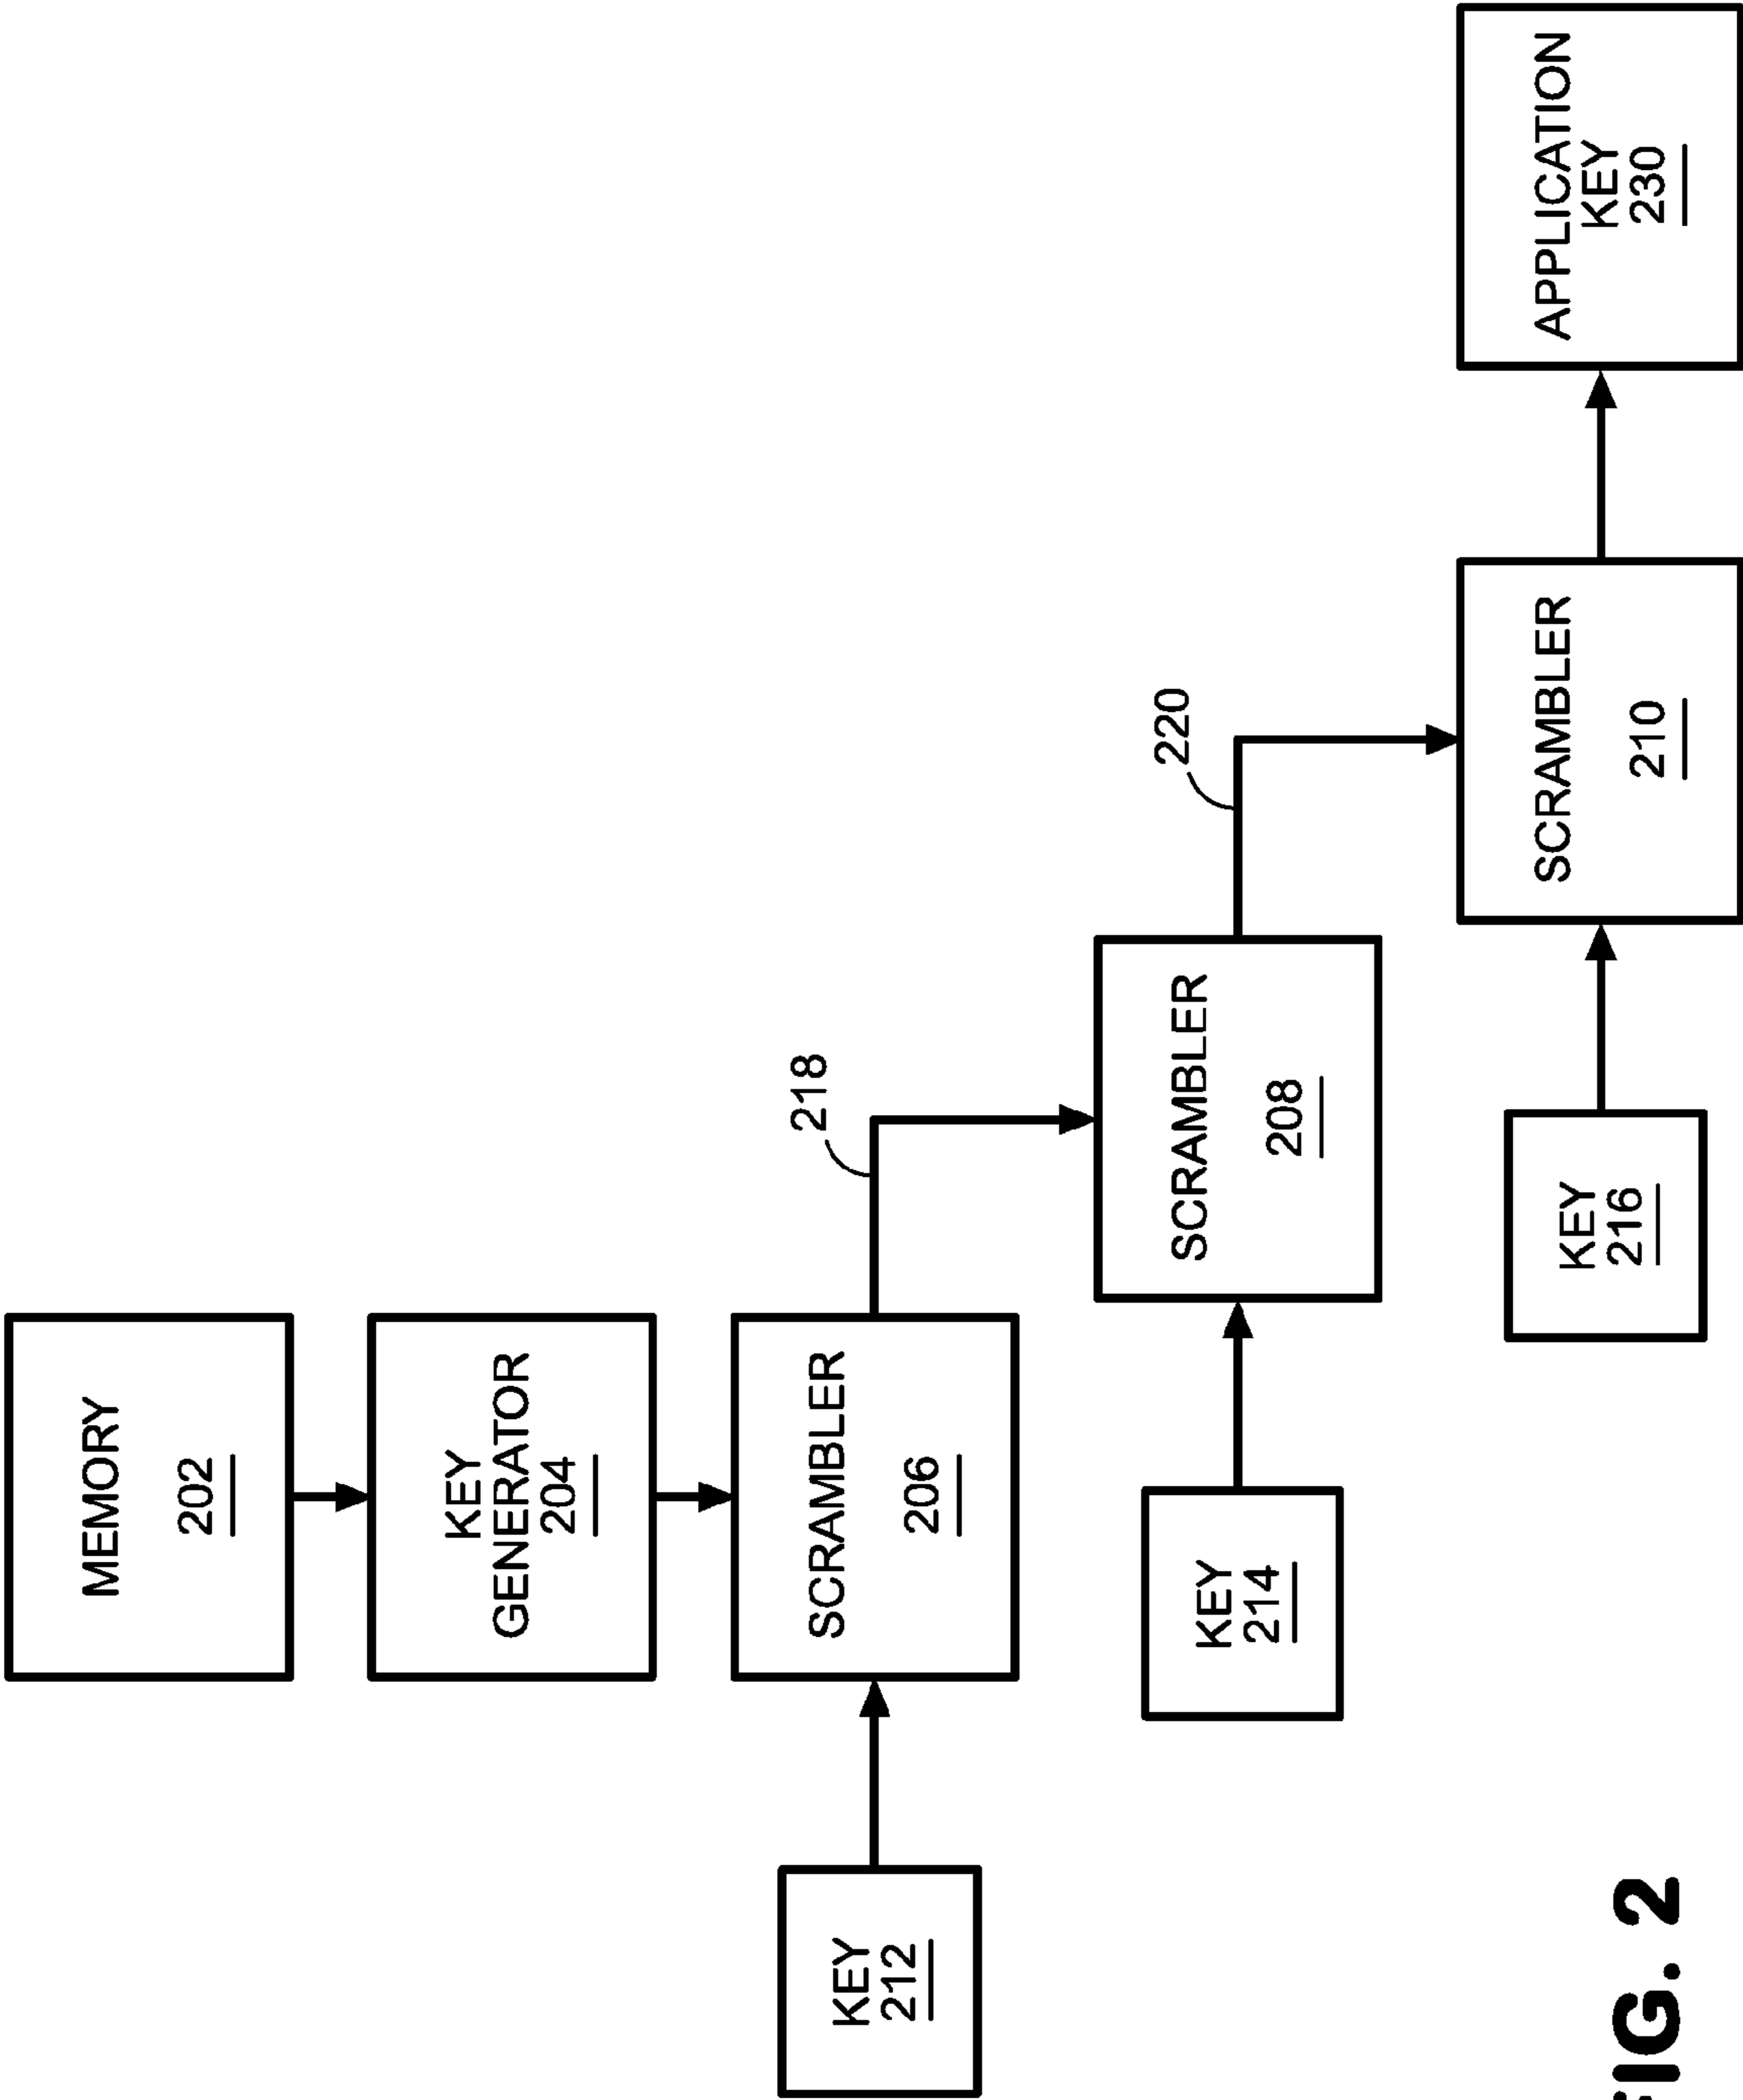 MEMORY
202
KEY
GENERATOR
204
218
SCRAMBLER
206
KEY
212
220
SCRAMBLER
208
KEY
214
APPLICATION
KEY
230
SCRAMBLER
210
KEY
216
FIG. 2